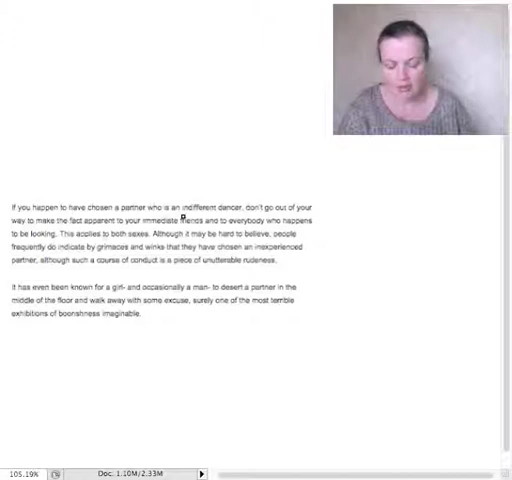 If you happen to have chosen a partner who is an indifferent dancer, don't go out of your
way to make the fact apparent to your immediate friends and to everybody who happens
to be looking. This applies to both sexes. Although it may be hard to believe, people
frequently do indicate by grimaces and winks that they have chosen an inexperienced
partner, although such a course of conduct is a piece of unutterable rudeness.
It has even been known for a girl- and occasionally a man- to desert a partner in the
middle of the floor and walk away with some excuse, surely one of the most terrible
exhibitions of boorishness imaginable.
105.19% Doc: 1.10M/2.33M